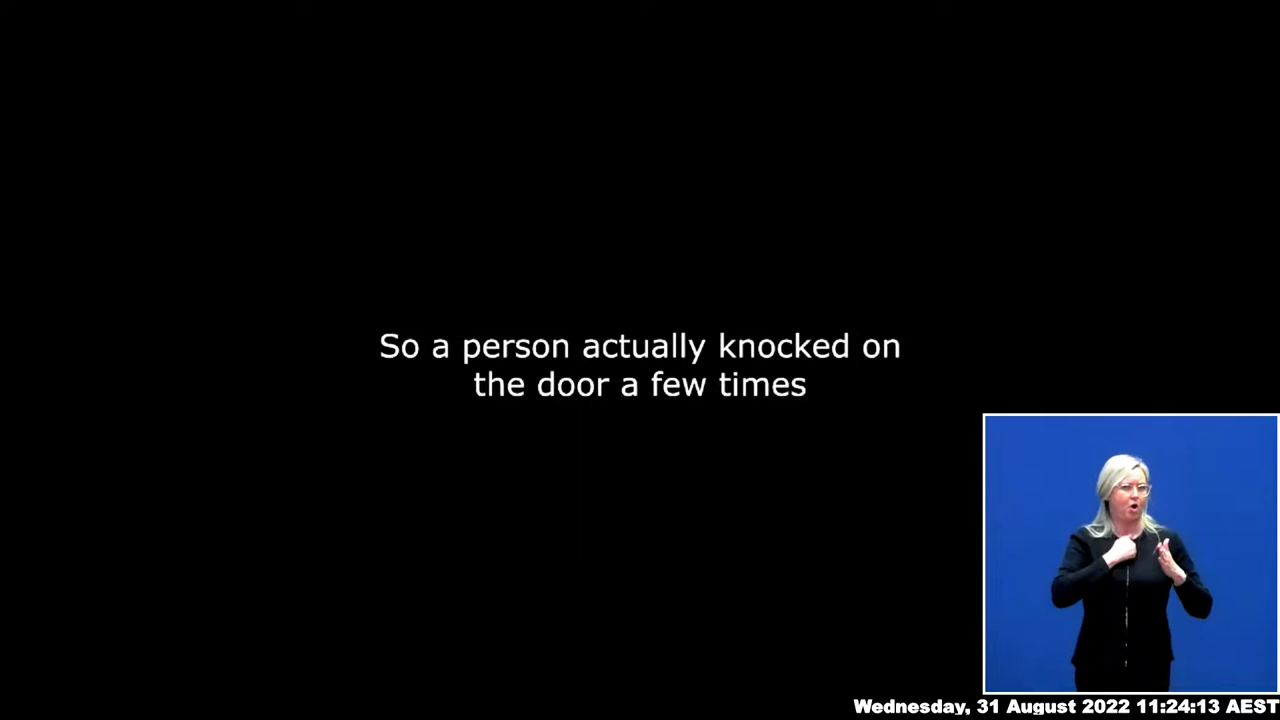 So a person actually knocked on
the door a few times
Wednesday, 31 August 2022 11:24:13 AEST